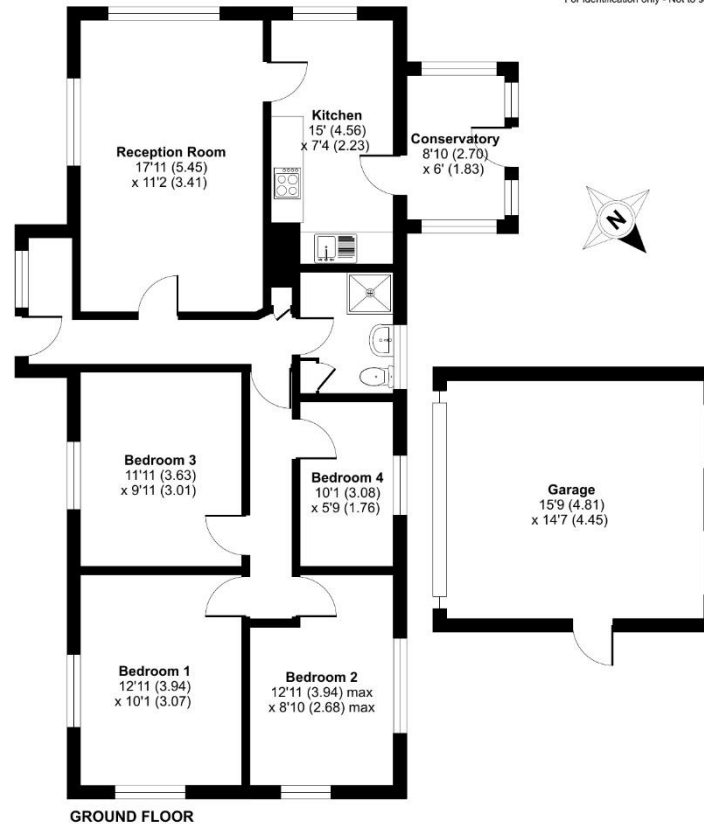 For identification only - Not to s
Kitchen
15' (4.56)
x 7'4 (2.23)
Conservatory
8'10 (2.70)
x 6' (1.83)
Reception Room
17'11 (5.45)
x 11'2 (3.41)
N
Bedroom 3
11'11 (3.63)
x 9'11 (3.01)
Bedroom 4
10'1 (3.08)
x 5'9 (1.76)
Garage
15'9 (4.81)
x 14'7 (4.45)
Bedroom 1
12'11 (3.94)
x 10'1 (3.07)
Bedroom 2
12'11 (3.94) max
x 8'10 (2.68) max
GROUND FLOOR